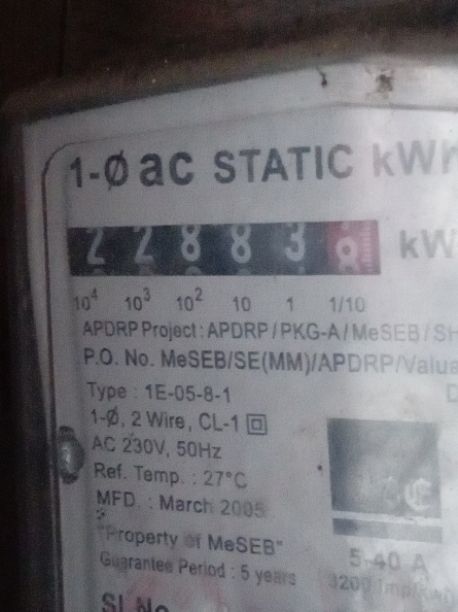 1-Ø ac STATIC kWh
2 2 8 8 3 8 kW
10⁴ 10³ 10² 10 1 1/10
APDRP Project : APDRP / PKG-A / MeSEB / SH
P.O. No. MeSEB/SE(MM)/APDRP/Valua
Type : 1E-05-8-1
1-Ø, 2 Wire, CL-1
AC 230V, 50Hz
Ref. Temp. : 27°C
MFD. : March 2005
"Property of MeSEB"
Guarantee Period : 5 years
5-40 A
3200 imp/kWh
SI No